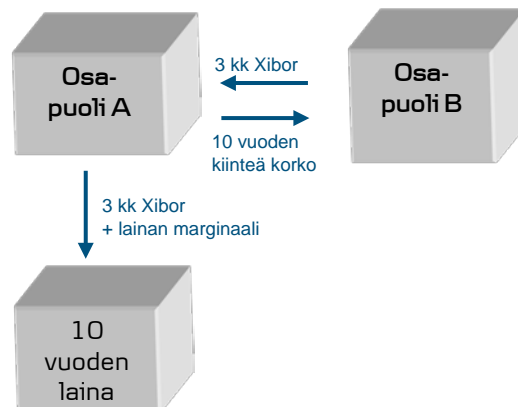 Osa-
puoli A
3 kk Xibor
10 vuoden
kiinteä korko
Osa-
puoli B
3 kk Xibor
+ lainan marginaali
10
vuoden
laina